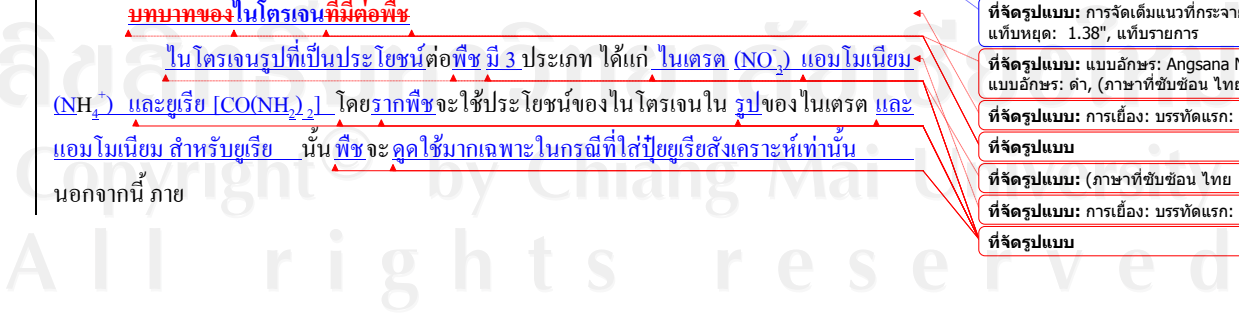 บทบาทของไนโตรเจนที่มีต่อพืช
ไนโตรเจนรูปที่เป็นประโยชน์ต่อพืช มี 3 ประเภท ได้แก่ ไนเตรต (NO₃⁻) แอมโมเนียม
(NH₄⁺) และยูเรีย [CO(NH₂)₂] โดยรากพืชจะใช้ประโยชน์ของไนโตรเจนใน รูปของไนเตรต และ
แอมโมเนียม สำหรับยูเรีย นั้น พืช จะ ดูดใช้มากเฉพาะในกรณีที่ใส่ปุ๋ยยูเรียสังเคราะห์เท่านั้น
นอกจากนี้ ภาย
ที่จัดรูปแบบ: การจัดเต็มแนวที่กระจาย
แท็บหยุด: 1.38", แท็บรายการ
ที่จัดรูปแบบ: แบบอักษร: Angsana
แบบอักษร: ดำ, (ภาษาที่ซับซ้อน ไทย
ที่จัดรูปแบบ: การเยื้อง: บรรทัดแรก:
ที่จัดรูปแบบ
ที่จัดรูปแบบ: (ภาษาที่ซับซ้อน ไทย
ที่จัดรูปแบบ: การเยื้อง: บรรทัดแรก:
ที่จัดรูปแบบ
Copyright © by Chiang Mai
All rights reserved